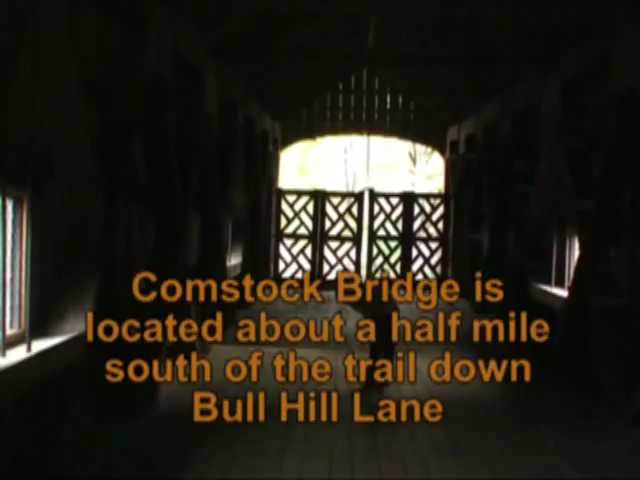 Comstock Bridge is
located about a half mile
south of the trail down
Bull Hill Lane